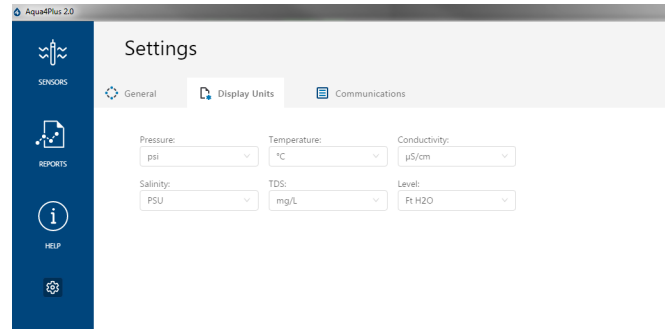 Aqua4Plus 2.0
Settings
SENSORS
General Display Units Communications
REPORTS
Pressure: Temperature: Conductivity:
psi °C µS/cm
Salinity: TDS: Level:
PSU mg/L Ft H2O
HELP